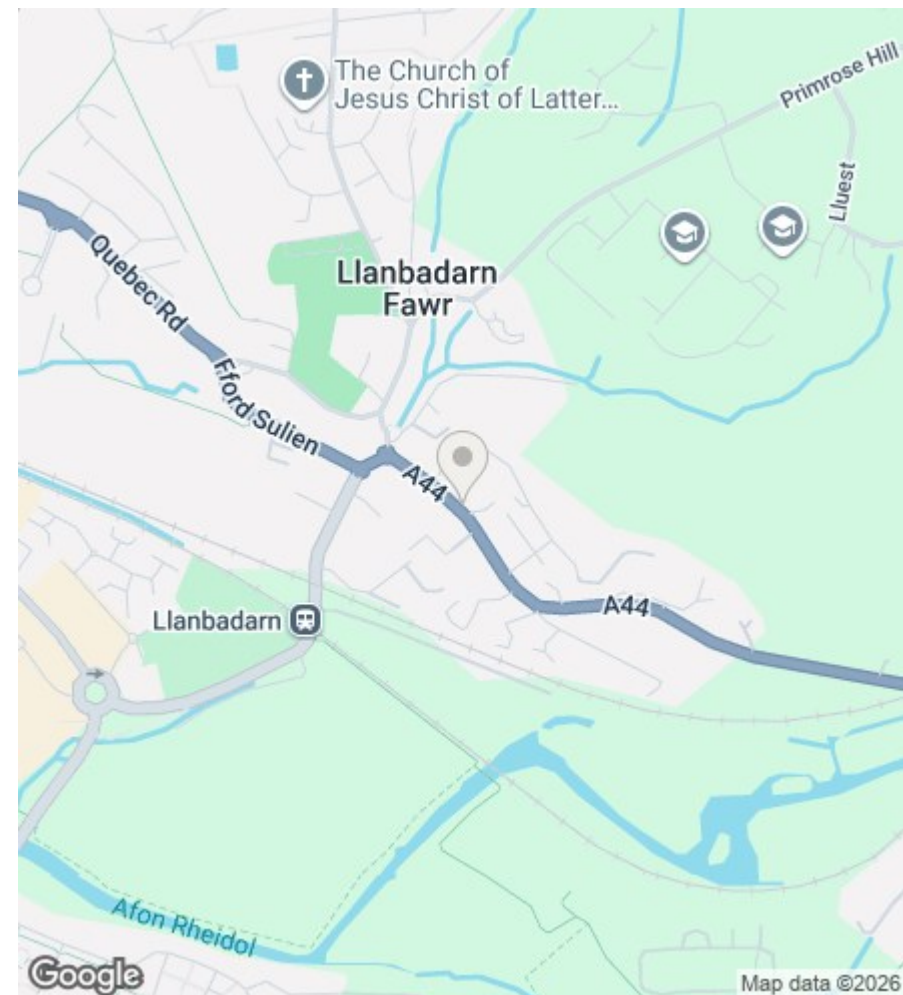 The Church of
Jesus Christ of Latter...
Primrose Hill
Lluest
Quebec Rd
Llanbadarn
Fawr
Fford Sulien
A44
A44
Llanbadarn
Afon Rheidol
Google
Map data ©2026